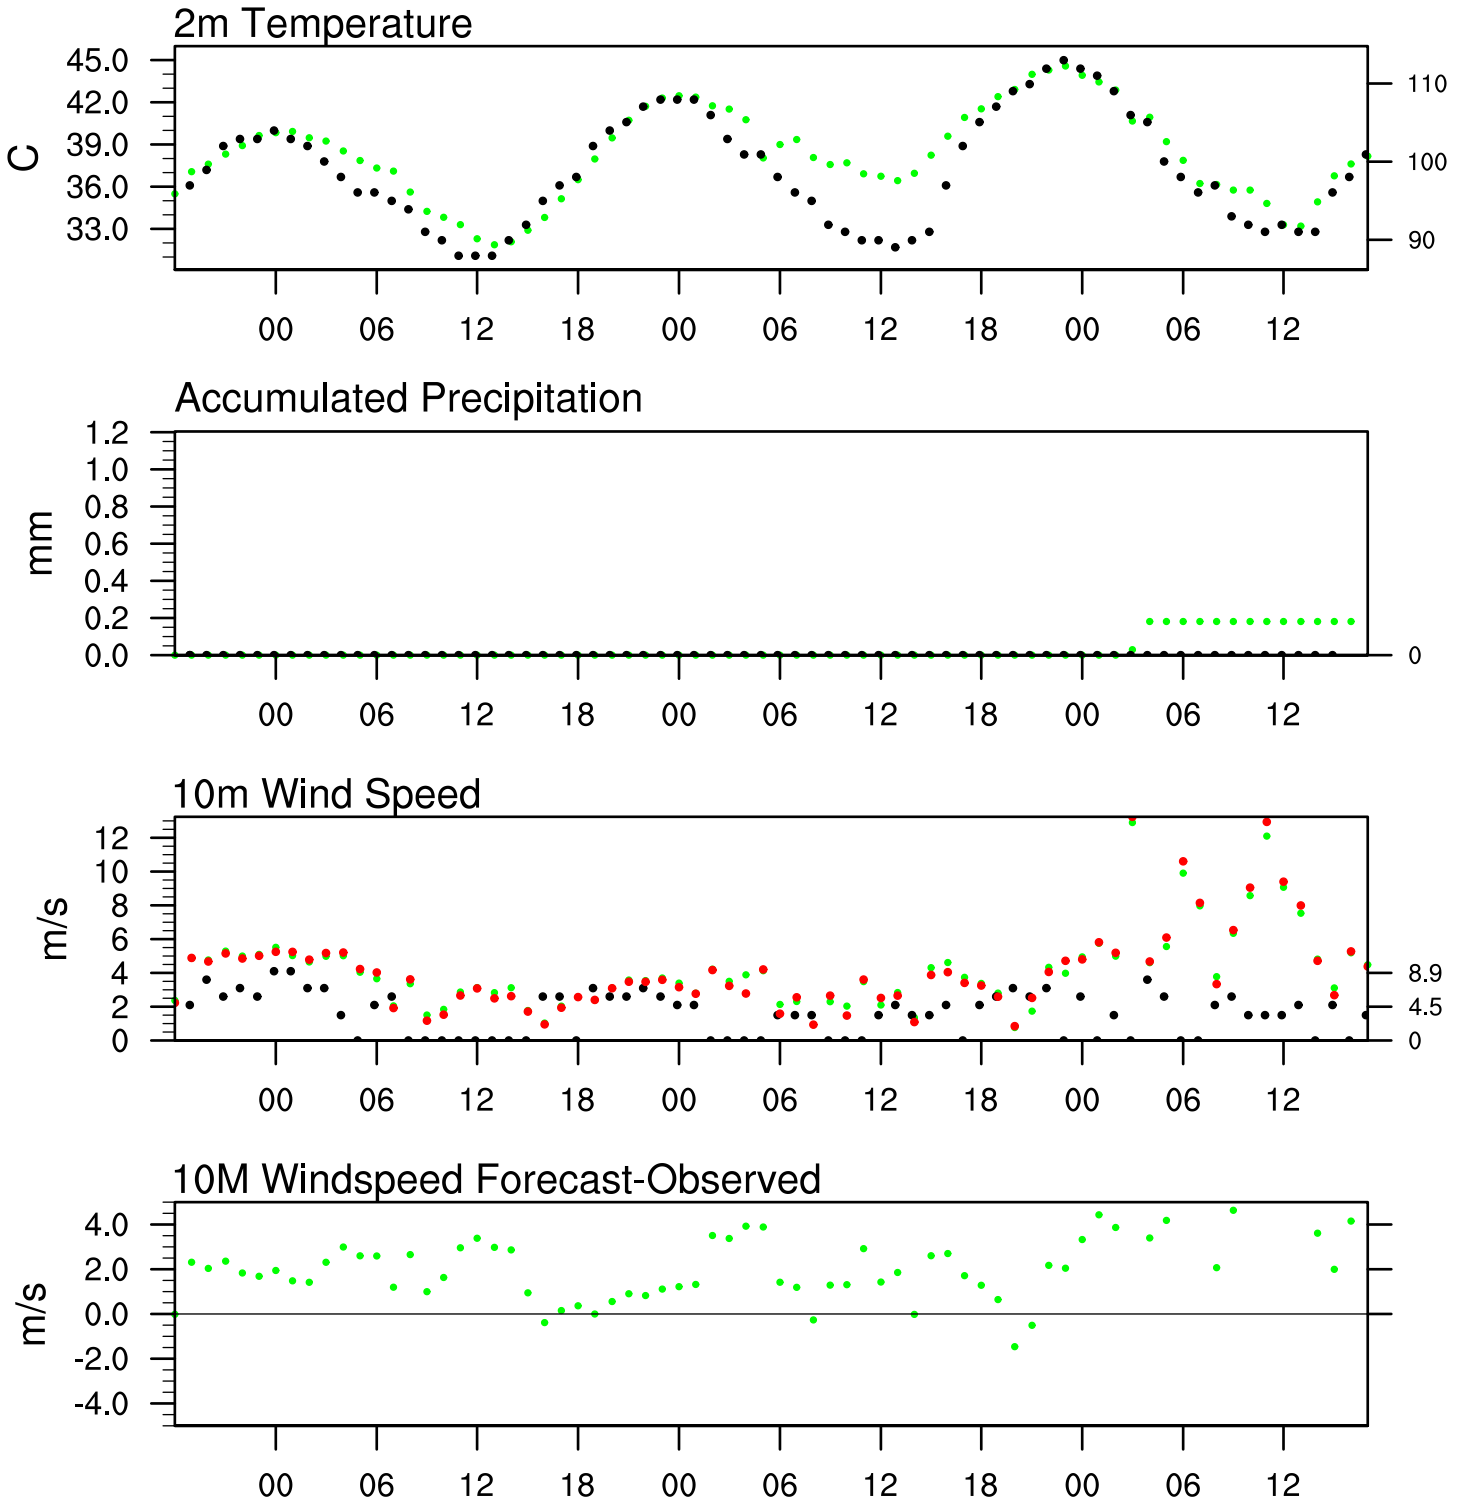 2m Temperature
45.0
42.0
39.0
36.0
33.0
C
110
100
90
00 06 12 18 00 06 12 18 00 06 12
Accumulated Precipitation
1.2
1.0
0.8
0.6
0.4
0.2
0.0
mm
0
00 06 12 18 00 06 12 18 00 06 12
10m Wind Speed
12
10
8
6
4
2
0
m/s
8.9
4.5
0
00 06 12 18 00 06 12 18 00 06 12
10M Windspeed Forecast-Observed
4.0
2.0
0.0
-2.0
-4.0
m/s
00 06 12 18 00 06 12 18 00 06 12